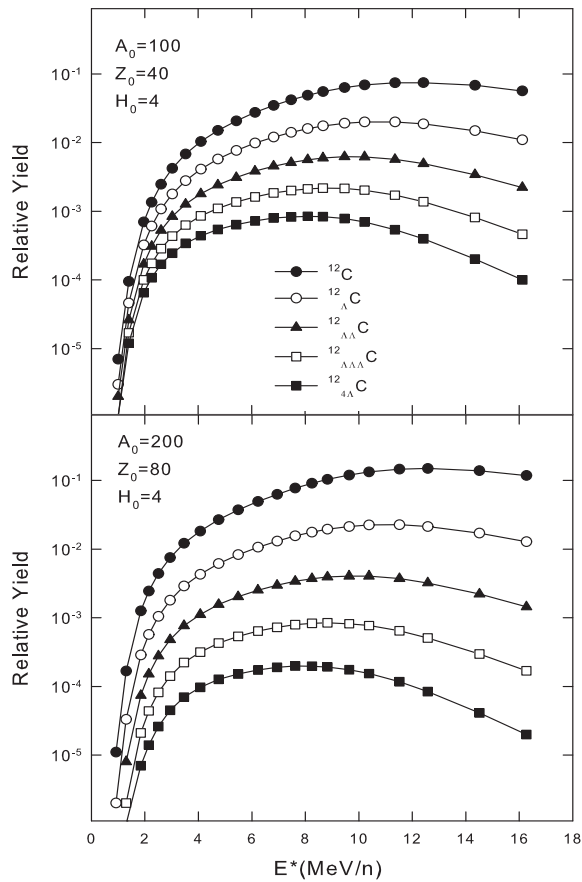 A₀=100
Z₀=40
H₀=4
10⁻¹
10⁻²
10⁻³
10⁻⁴
10⁻⁵
Relative Yield
¹²C
¹²ΛC
¹²ΛΛC
¹²ΛΛΛC
¹²4ΛC
A₀=200
Z₀=80
H₀=4
10⁻¹
10⁻²
10⁻³
10⁻⁴
10⁻⁵
Relative Yield
0 2 4 6 8 10 12 14 16 18
E*(MeV/n)